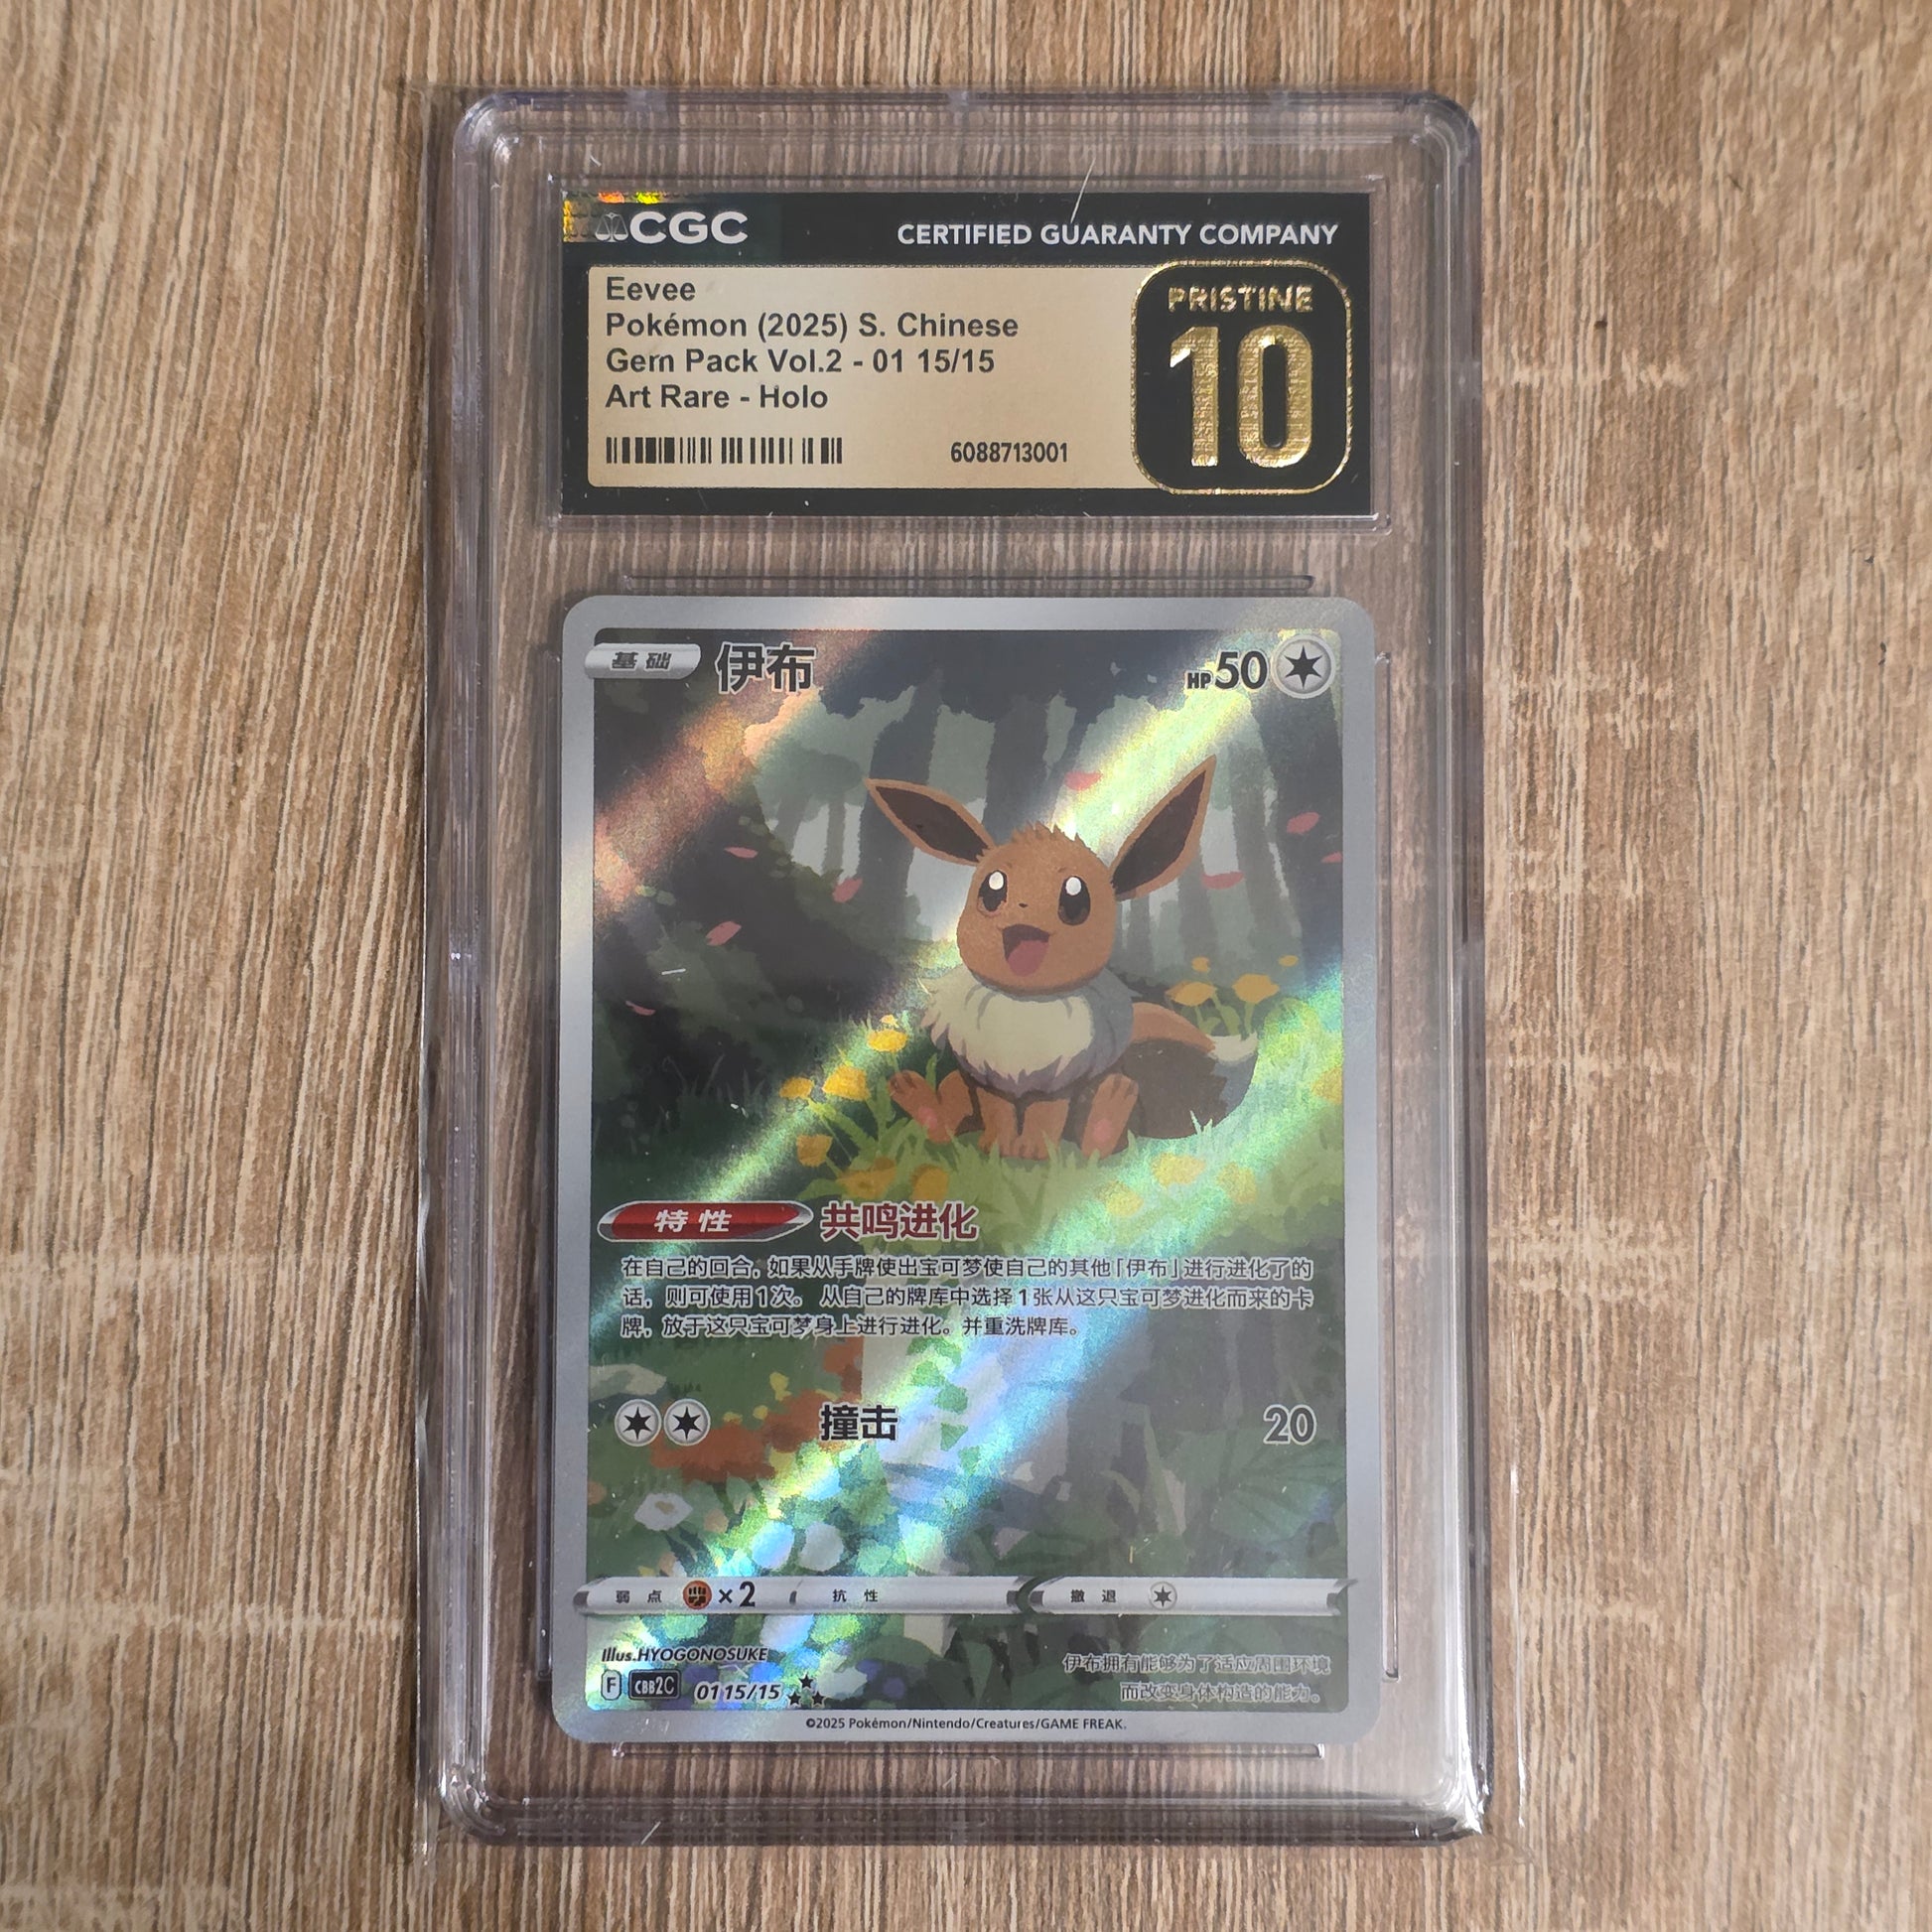 CGC
CERTIFIED GUARANTY COMPANY
Eevee
Pokémon (2025) S. Chinese
Gem Pack Vol.2 - 01 15/15
Art Rare - Holo
6088713001
PRISTINE
10
基础
伊布
HP50
特性
共鸣进化
在自己的回合，如果从手牌使出宝可梦使自己的其他「伊布」进行进化了的
话，则可使用1次。从自己的牌库中选择1张从这只宝可梦进化而来的卡
牌，放于这只宝可梦身上进行进化。并重洗牌库。
撞击
20
弱点
×2
抗性
撤退
Illus.HYOGONOSUKE
F
CBB2C
01 15/15
伊布拥有能够为了适应周围环境
而改变身体构造的能力。
©2025 Pokémon/Nintendo/Creatures/GAME FREAK.